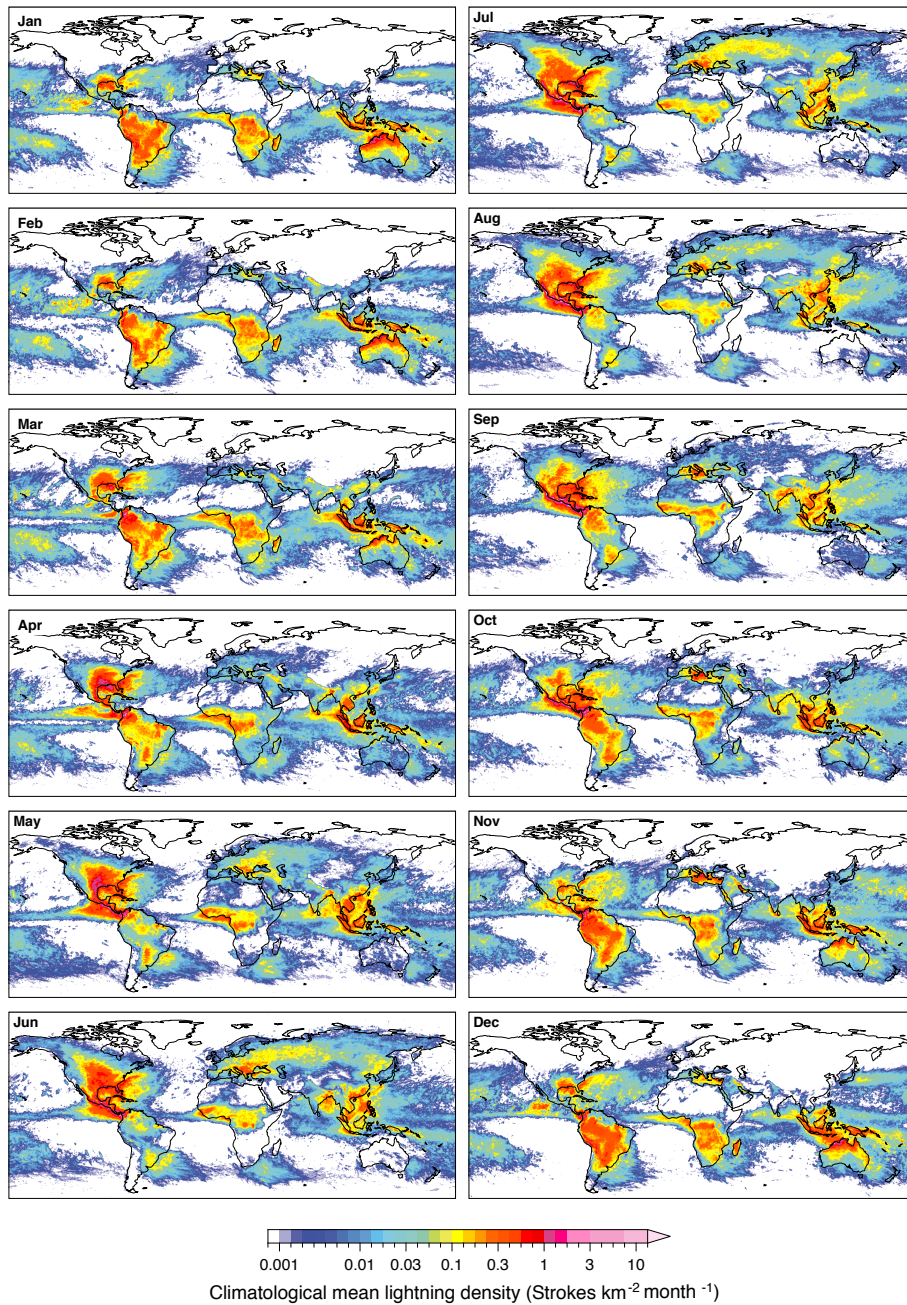 Jan
Jul
Feb
Aug
Mar
Sep
Apr
Oct
May
Nov
Jun
Dec
0.001 0.01 0.03 0.1 0.3 1 3 10
Climatological mean lightning density (Strokes km⁻² month ⁻¹)